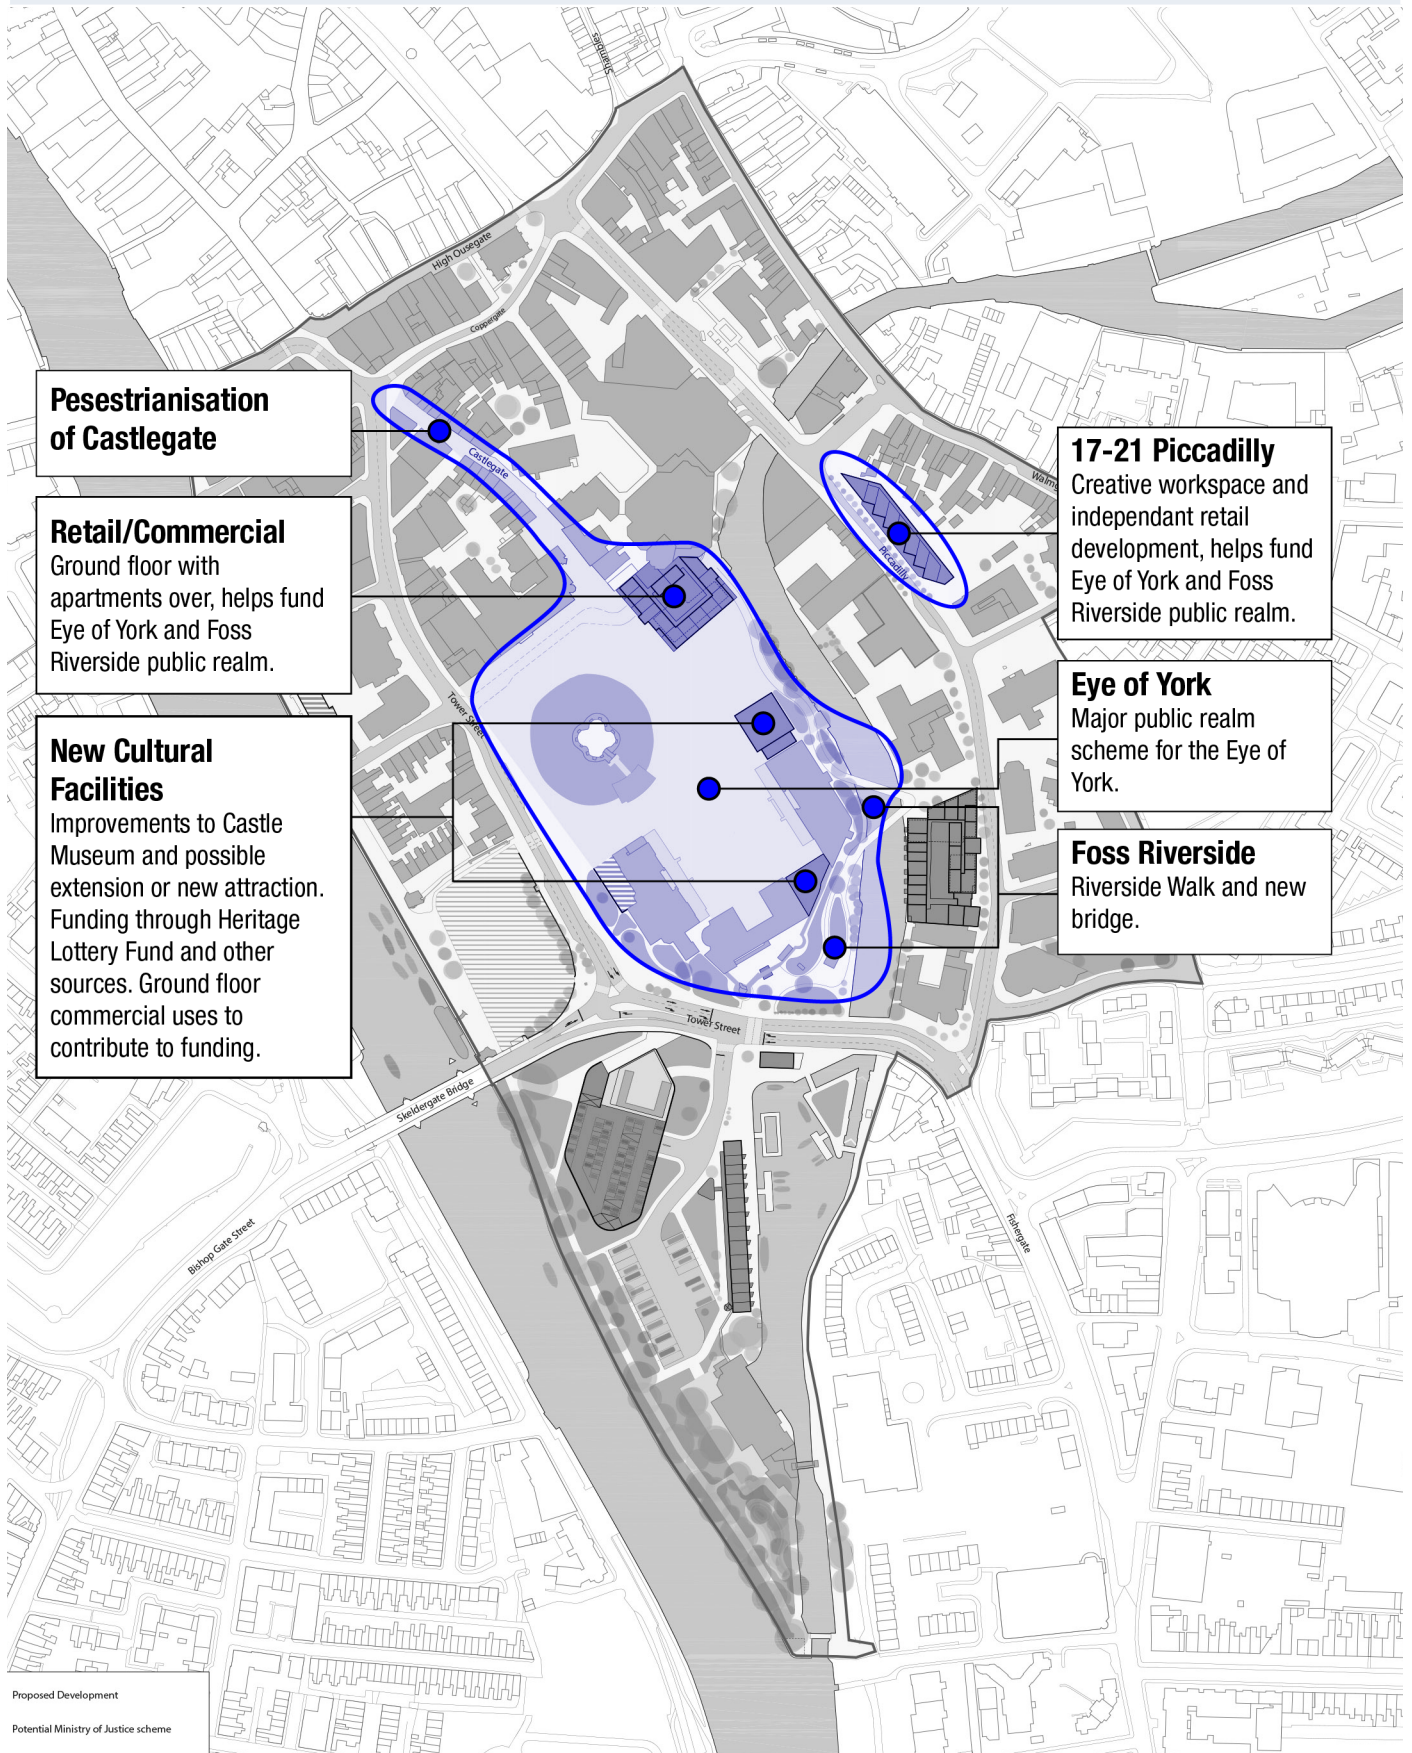 Shambles
High Ousegate
Coppergate
Pesestrianisation
of Castlegate
Castlegate
17-21 Piccadilly
Creative workspace and
independant retail
development, helps fund
Eye of York and Foss
Riverside public realm.
Piccadilly
Retail/Commercial
Ground floor with
apartments over, helps fund
Eye of York and Foss
Riverside public realm.
Tower Street
Eye of York
Major public realm
scheme for the Eye of
York.
New Cultural
Facilities
Improvements to Castle
Museum and possible
extension or new attraction.
Funding through Heritage
Lottery Fund and other
sources. Ground floor
commercial uses to
contribute to funding.
Foss Riverside
Riverside Walk and new
bridge.
Tower Street
Skeldergate Bridge
Bishop Gate Street
Fishergate
Proposed Development
Potential Ministry of Justice scheme